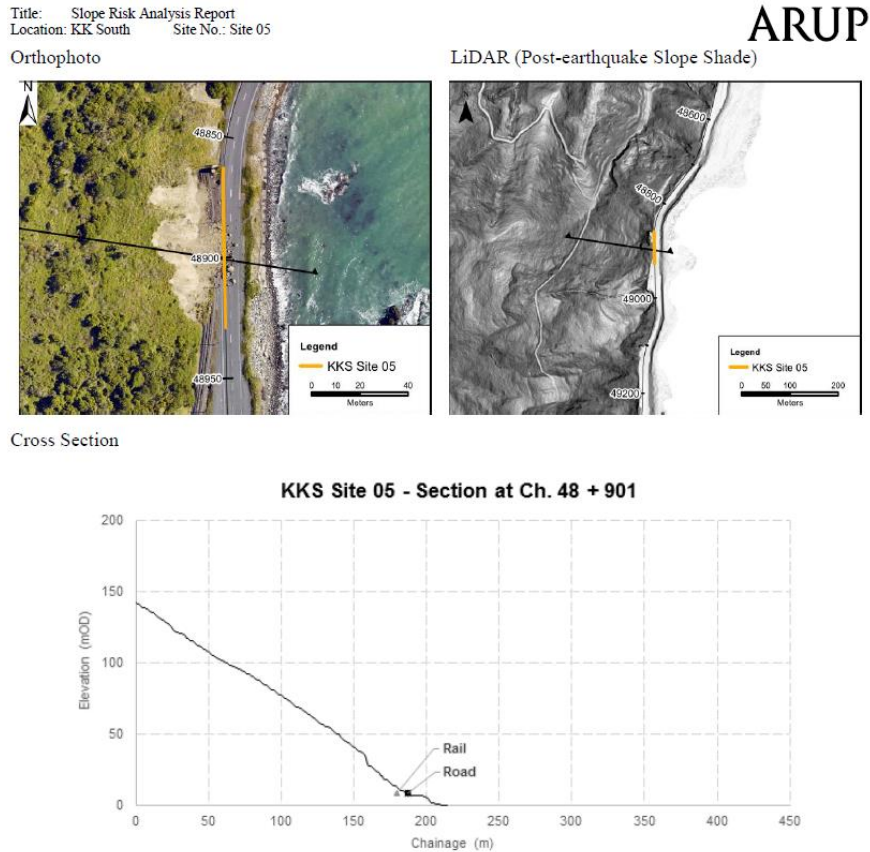 Title: Slope Risk Analysis Report
Location: KK South Site No.: Site 05
ARUP
Orthophoto
LiDAR (Post-earthquake Slope Shade)
N
48850
48900
48950
Legend
KKS Site 05
0 10 20 40
Meters
48600
48800
49000
49200
Legend
KKS Site 05
0 50 100 200
Meters
Cross Section
KKS Site 05 - Section at Ch. 48 + 901
200
150
100
50
0
Elevation (mOD)
Rail
Road
0 50 100 150 200 250 300 350 400 450
Chainage (m)